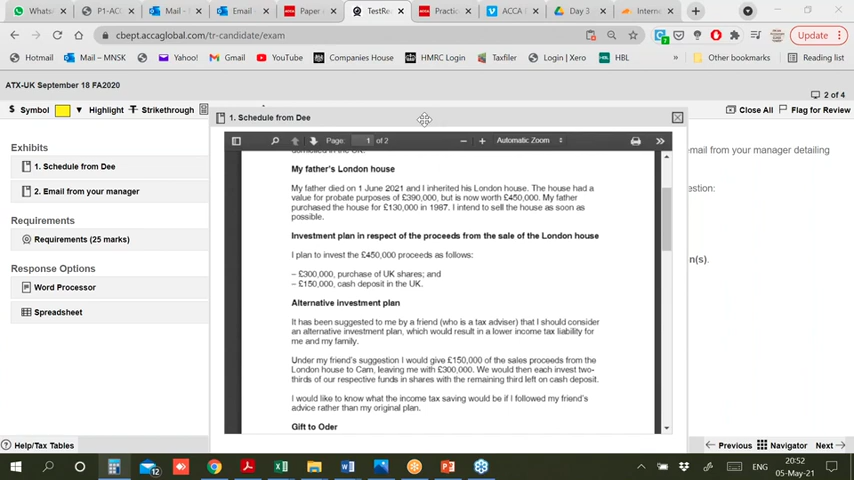 Whats
P1-AC
Mail -
Email
Paper
TestRe
Practic
ACCA
Day 3
Intern
cbept.accaglobal.com/tr-candidate/exam
Update
Hotmail
Mail – MNSK
Yahoo!
Gmail
YouTube
Companies House
HMRC Login
Taxfiler
Login | Xero
HBL
Other bookmarks
Reading list
ATX-UK September 18 FA2020
2 of 4
Symbol
Highlight
Strikethrough
Close All
Flag for Review
Exhibits
1. Schedule from Dee
2. Email from your manager
Requirements
Requirements (25 marks)
Response Options
Word Processor
Spreadsheet
1. Schedule from Dee
Page: 1 of 2
Automatic Zoom
domiciled in the UK.
My father's London house
My father died on 1 June 2021 and I inherited his London house. The house had a
value for probate purposes of £390,000, but is now worth £450,000. My father
purchased the house for £130,000 in 1987. I intend to sell the house as soon as
possible.
Investment plan in respect of the proceeds from the sale of the London house
I plan to invest the £450,000 proceeds as follows:
– £300,000, purchase of UK shares; and
– £150,000, cash deposit in the UK.
Alternative investment plan
It has been suggested to me by a friend (who is a tax adviser) that I should consider
an alternative investment plan, which would result in a lower income tax liability for
me and my family.
Under my friend's suggestion I would give £150,000 of the sales proceeds from the
London house to Cam, leaving me with £300,000. We would then each invest two-
thirds of our respective funds in shares with the remaining third left on cash deposit.
I would like to know what the income tax saving would be if I followed my friend's
advice rather than my original plan.
Gift to Oder
email from your manager detailing
estion:
n(s).
Help/Tax Tables
Previous
Navigator
Next
12
ENG
20:52
05-May-21